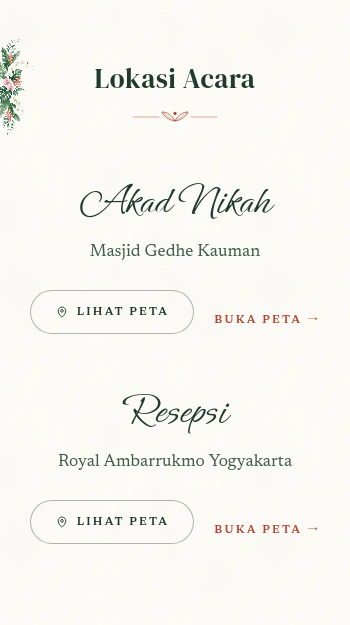 Lokasi Acara
Akad Nikah
Masjid Gedhe Kauman
LIHAT PETA
BUKA PETA →
Resepsi
Royal Ambarrukmo Yogyakarta
LIHAT PETA
BUKA PETA →